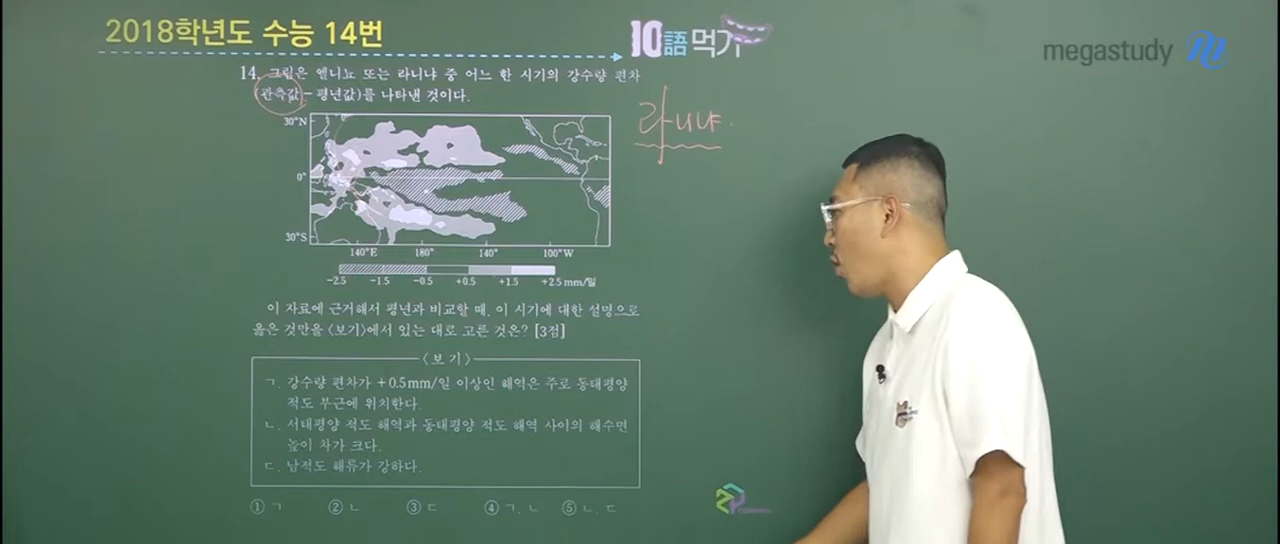 2018학년도 수능 14번
10語먹기
megastudy
14. 그림은 엘니뇨 또는 라니냐 중 어느 한 시기의 강수량 편차
(관측값-평년값)를 나타낸 것이다.
라니냐.
30°N
0°
30°S
140°E 180° 140° 100°W
-2.5 -1.5 -0.5 +0.5 +1.5 +2.5 mm/일
이 자료에 근거해서 평년과 비교할 때, 이 시기에 대한 설명으로
옳은 것만을 <보기>에서 있는 대로 고른 것은? [3점]
<보기>
ㄱ. 강수량 편차가 +0.5mm/일 이상인 해역은 주로 동태평양
적도 부근에 위치한다.
ㄴ. 서태평양 적도 해역과 동태평양 적도 해역 사이의 해수면
높이 차가 크다.
ㄷ. 남적도 해류가 강하다.
① ㄱ ② ㄴ ③ ㄷ ④ ㄱ, ㄴ ⑤ ㄴ, ㄷ